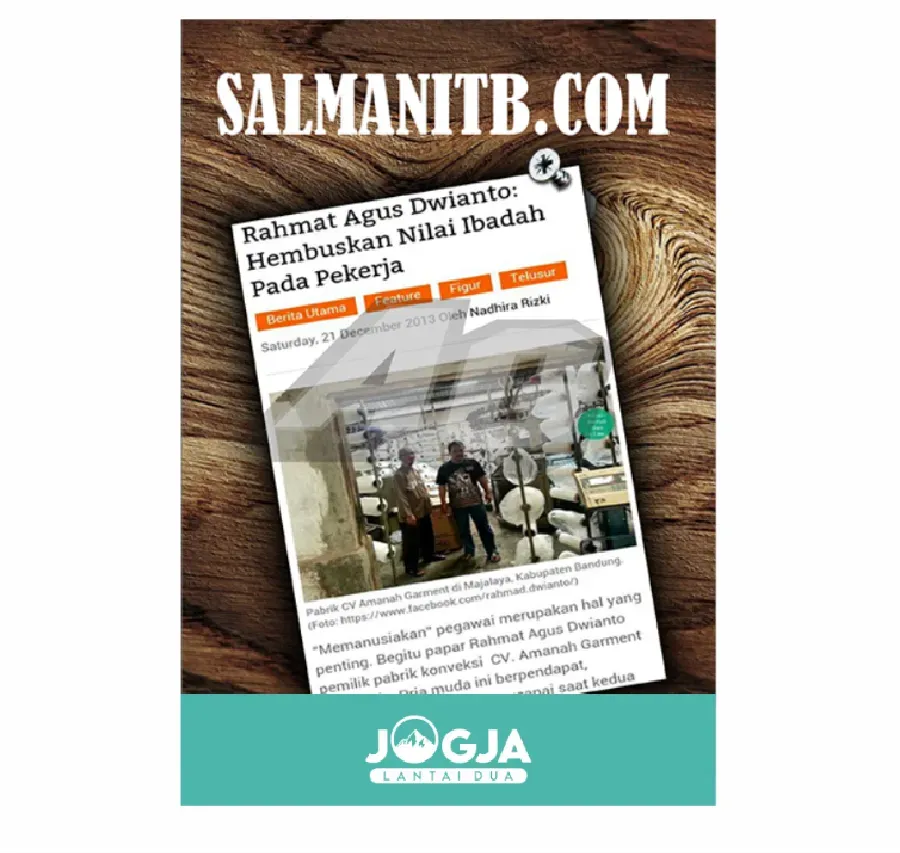 SALMANITB.COM
Rahmat Agus Dwianto:
Hembuskan Nilai Ibadah
Pada Pekerja
Berita Utama Feature Figur Telusur
Saturday, 21 December 2013 Oleh Nadhira Rizki
Pabrik CV Amanah Garment di Majalaya, Kabupaten Bandung.
(Foto: https://www.facebook.com/rahmad.dwianto/)
"Memanusiakan" pegawai merupakan hal yang
penting. Begitu papar Rahmat Agus Dwianto
pemilik pabrik konveksi CV. Amanah Garment
Pria muda ini berpendapat,
saat kedua
JOGJA
LANTAI DUA